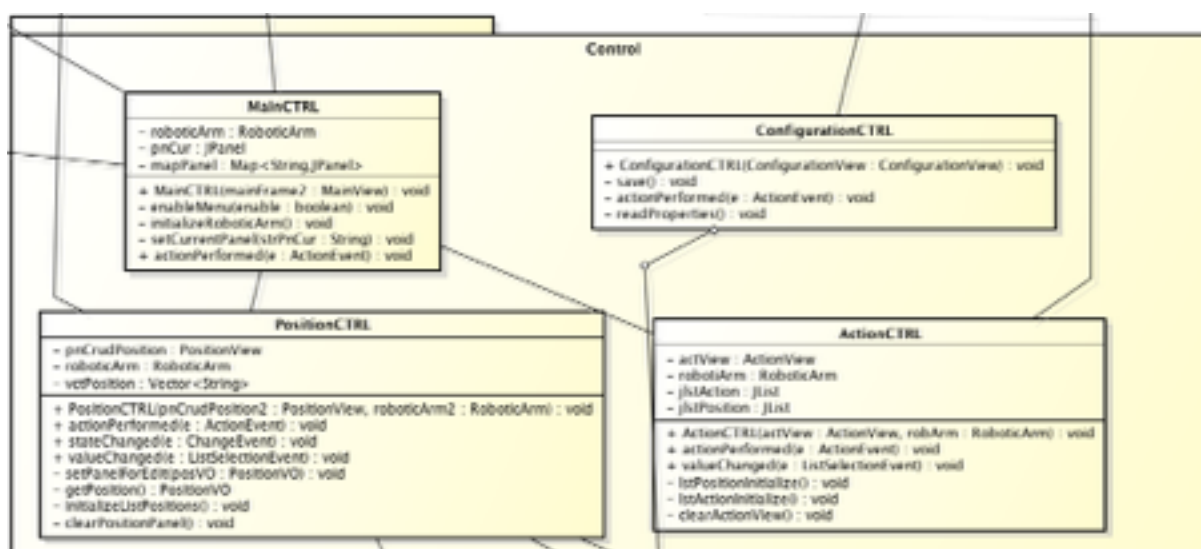 Control
MainCTRL
- roboticArm : RoboticArm
- pnCur : JPanel
- mapPanel : Map<String,JPanel>
+ MainCTRL(mainFrame2 : MainView) : void
- enableMenu(enable : boolean) : void
- initializeRoboticArm() : void
- setCurrentPanel(strPnCur : String) : void
+ actionPerformed(e : ActionEvent) : void
ConfigurationCTRL
+ ConfigurationCTRL(ConfigurationView : ConfigurationView) : void
- save() : void
- actionPerformed(e : ActionEvent) : void
- readProperties() : void
PositionCTRL
- pnCrudPosition : PositionView
- roboticArm : RoboticArm
- vctPosition : Vector<String>
+ PositionCTRL(pnCrudPosition2 : PositionView, roboticArm2 : RoboticArm) : void
+ actionPerformed(e : ActionEvent) : void
+ stateChanged(e : ChangeEvent) : void
+ valueChanged(e : ListSelectionEvent) : void
- setPanelForEdit(posVO : PositionVO) : void
- getPosition() : PositionVO
- initializeListPositions() : void
- clearPositionPanel() : void
ActionCTRL
- actView : ActionView
- robotiArm : RoboticArm
- jlstAction : JList
- jlstPosition : JList
+ ActionCTRL(actView : ActionView, robArm : RoboticArm) : void
+ actionPerformed(e : ActionEvent) : void
+ valueChanged(e : ListSelectionEvent) : void
- lstPositionInitialize() : void
- lstActionInitialize() : void
- clearActionView() : void